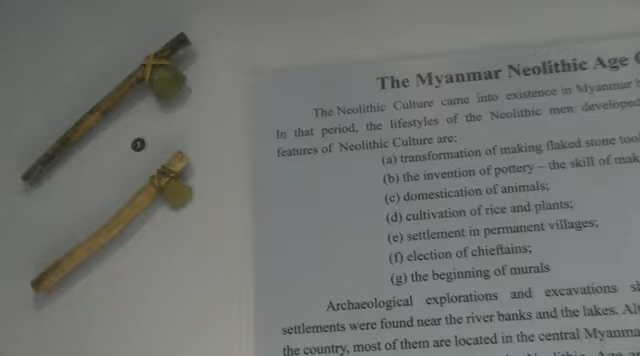 The Myanmar Neolithic Age
The Neolithic Culture came into existence in Myanmar
In that period, the lifestyles of the Neolithic men developed
features of Neolithic Culture are;
(a) transformation of making flaked stone
(b) the invention of pottery – the skill of
(c) domestication of animals;
(d) cultivation of rice and plants;
(e) settlement in permanent villages;
(f) election of chieftains;
(g) the beginning of murals
Archaeological explorations and excavations
settlements were found near the river banks and the lakes.
the country, most of them are located in the central